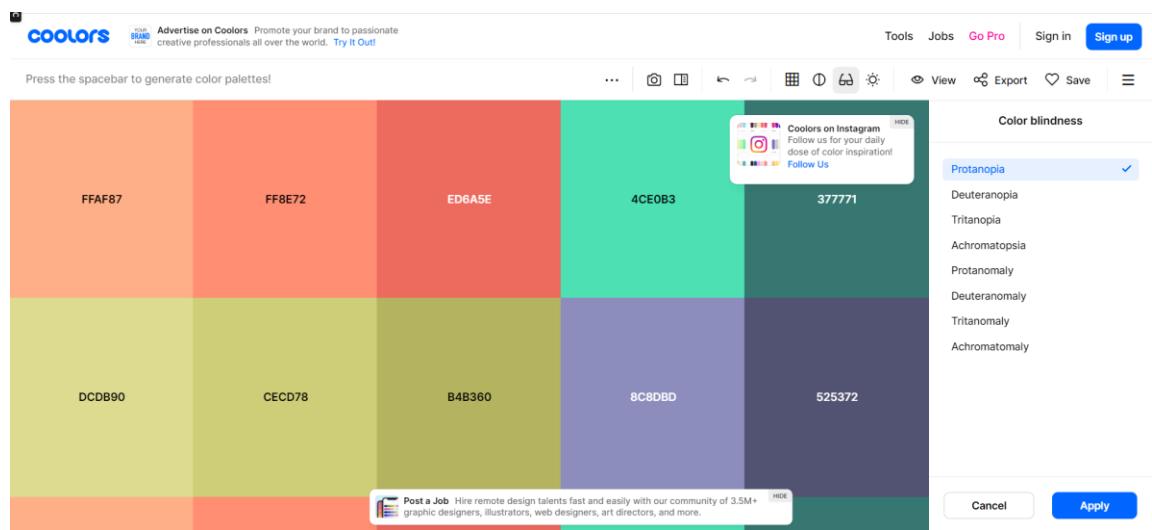 COOLORS
YOUR
BRAND
HERE
Advertise on Coolors Promote your brand to passionate
creative professionals all over the world. Try It Out!
Tools Jobs Go Pro Sign in Sign up
Press the spacebar to generate color palettes!
View Export Save
Color blindness
HIDE
Coolors on Instagram
Follow us for your daily
dose of color inspiration!
Follow Us
FFAF87 FF8E72 ED6A5E 4CE0B3 377771
Protanopia
Deuteranopia
Tritanopia
Achromatopsia
Protanomaly
Deuteranomaly
Tritanomaly
Achromatomaly
DCDB90 CECD78 B4B360 8C8DBD 525372
HIDE
Post a Job Hire remote design talents fast and easily with our community of 3.5M+
graphic designers, illustrators, web designers, art directors, and more.
Cancel Apply